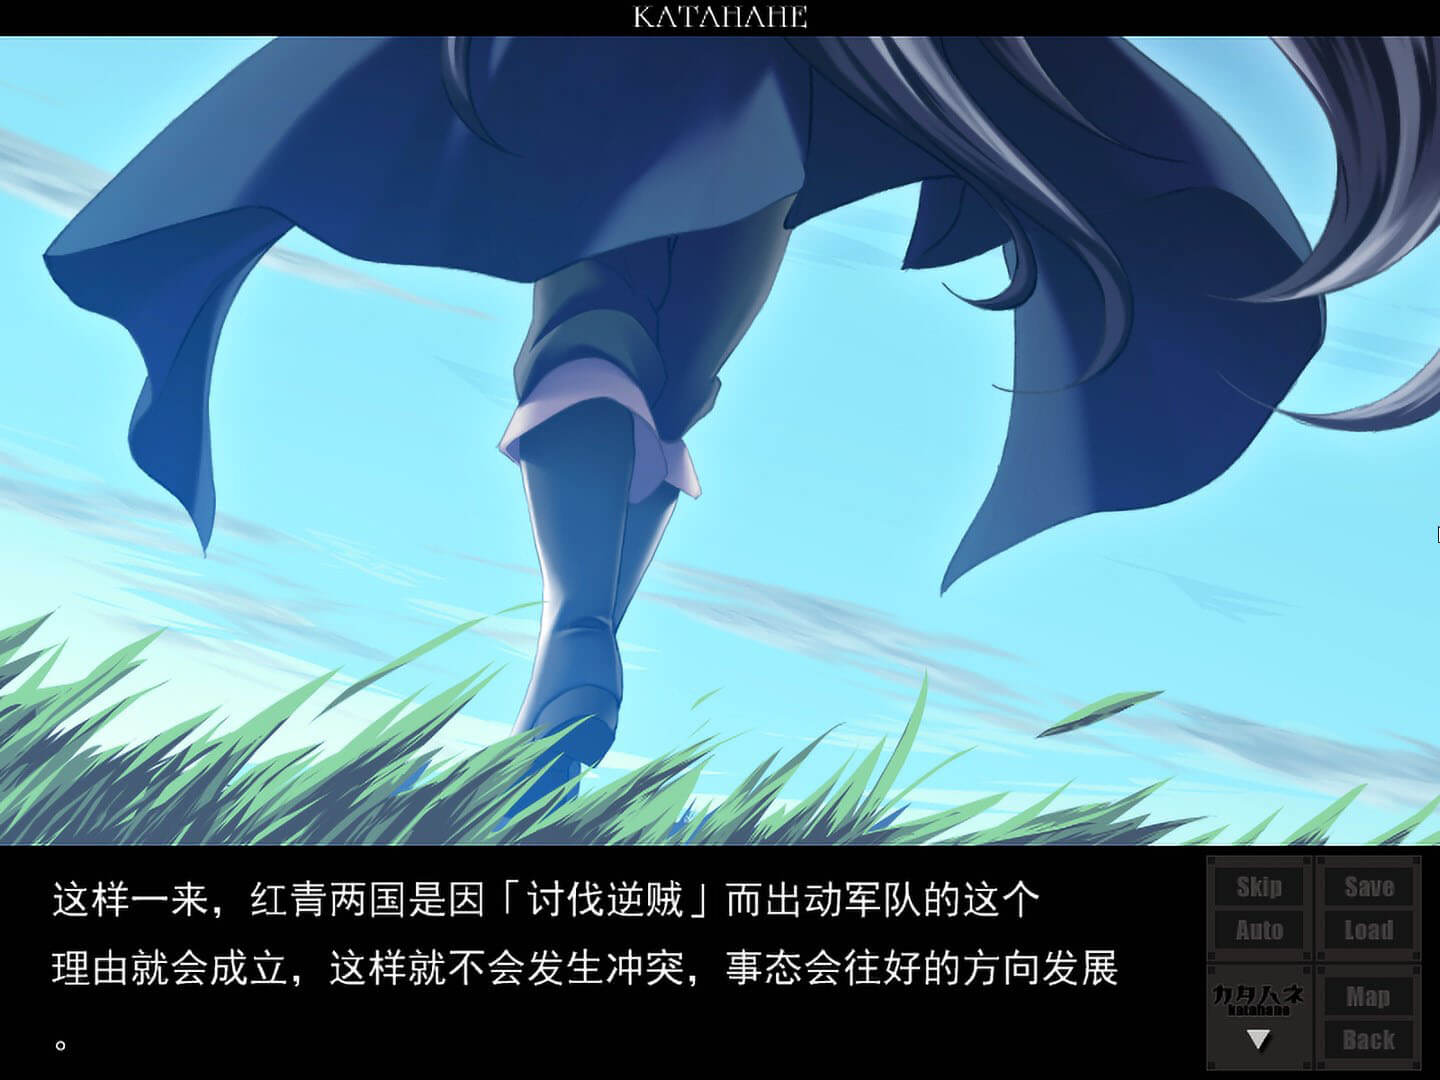 KATAHAHE
这样一来，红青两国是因「讨伐逆贼」而出动军队的这个
理由就会成立，这样就不会发生冲突，事态会往好的方向发展
。
Skip
Save
Auto
Load
カタハネ
katahane
Map
Back